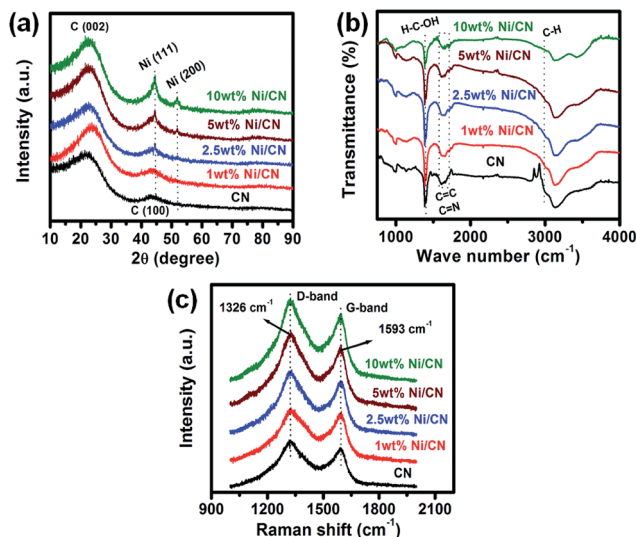 (a)
C (002)
Ni (111)
Ni (200)
10wt% Ni/CN
5wt% Ni/CN
2.5wt% Ni/CN
1wt% Ni/CN
CN
C (100)
Intensity (a.u.)
10 20 30 40 50 60 70 80 90
2θ (degree)
(b)
H-C-OH
C-H
10wt% Ni/CN
5wt% Ni/CN
2.5wt% Ni/CN
1wt% Ni/CN
CN
C=C
C=N
Transmittance (%)
1000 2000 3000 4000
Wave number (cm-1)
(c)
D-band
G-band
1326 cm-1
1593 cm-1
10wt% Ni/CN
5wt% Ni/CN
2.5wt% Ni/CN
1wt% Ni/CN
CN
Intensity (a.u.)
900 1200 1500 1800 2100
Raman shift (cm-1)